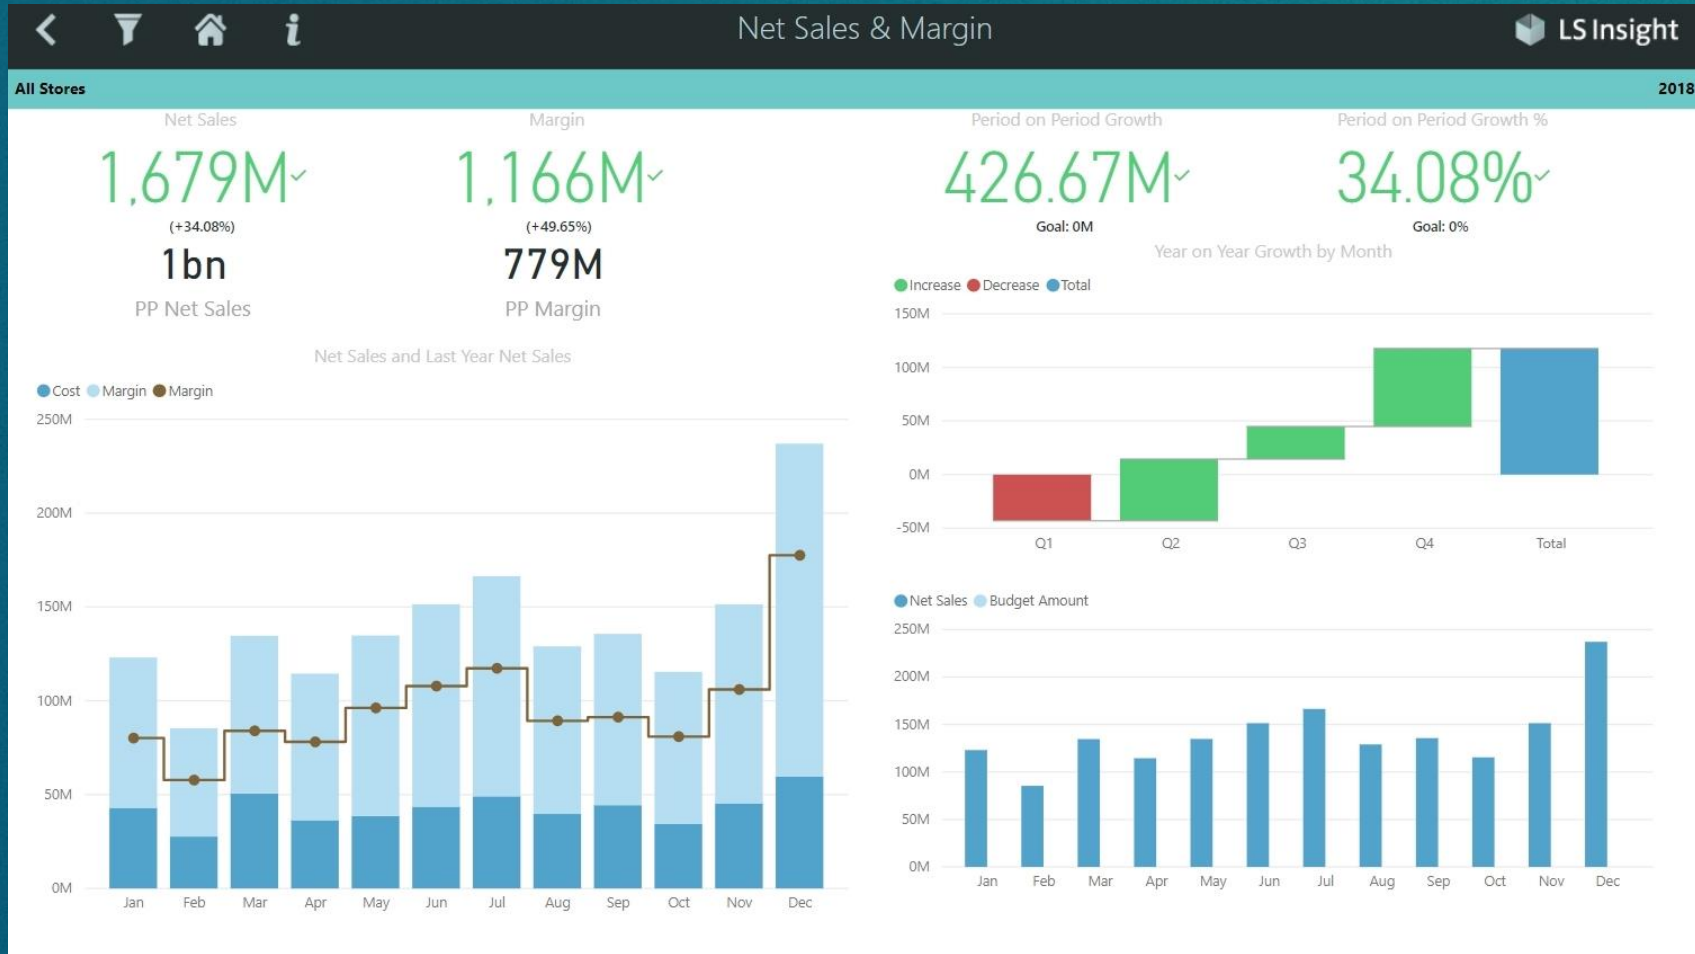 Net Sales & Margin
LS Insight
All Stores
2018
Net Sales
Margin
Period on Period Growth
Period on Period Growth %
1,679M
1,166M
426.67M
34.08%
(+34.08%)
(+49.65%)
Goal: 0M
Goal: 0%
1bn
779M
PP Net Sales
PP Margin
Net Sales and Last Year Net Sales
Cost Margin Margin
250M
200M
150M
100M
50M
0M
Jan Feb Mar Apr May Jun Jul Aug Sep Oct Nov Dec
Year on Year Growth by Month
Increase Decrease Total
150M
100M
50M
0M
-50M
Q1 Q2 Q3 Q4 Total
Net Sales Budget Amount
250M
200M
150M
100M
50M
0M
Jan Feb Mar Apr May Jun Jul Aug Sep Oct Nov Dec